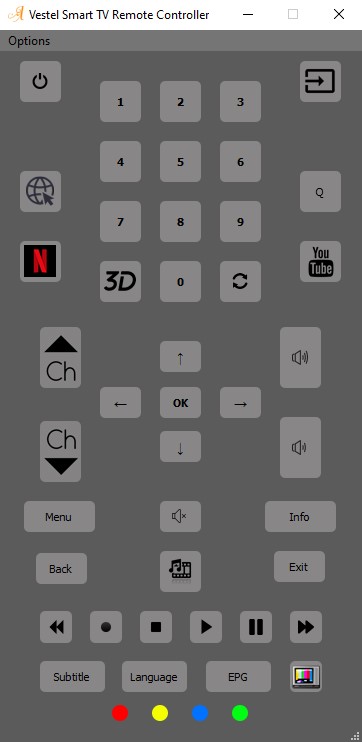 Vestel Smart TV Remote Controller
Options
1 2 3
4 5 6
Q
7 8 9
N
You
Tube
3D 0
Ch
← ↑ OK → ↓
Ch
Menu Info
Back Exit
Subtitle Language EPG